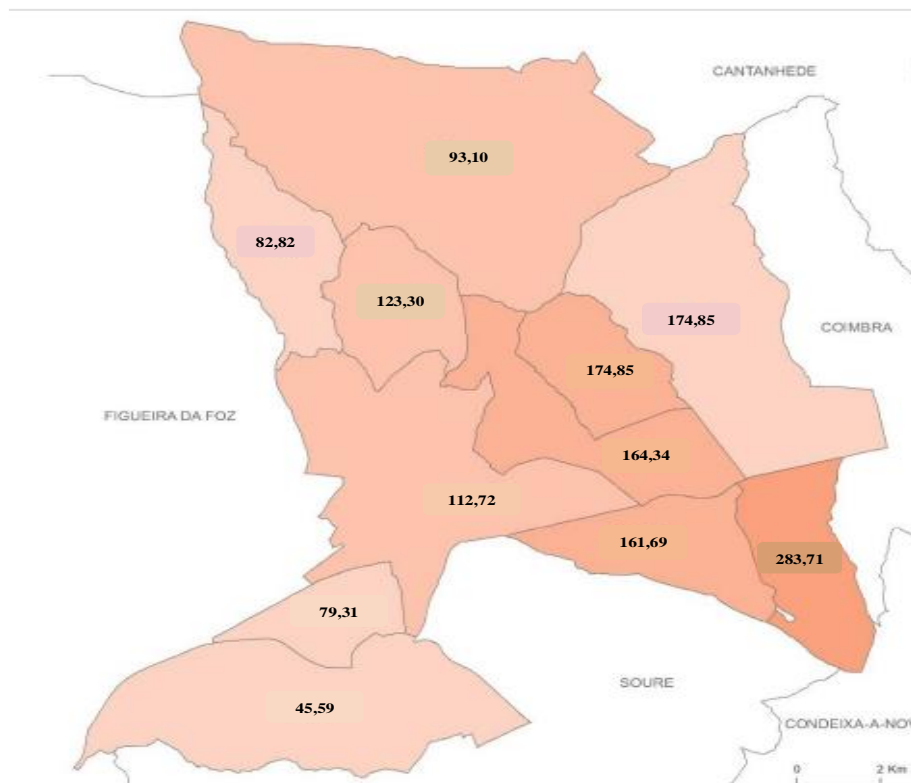 CANTANHEDE
93,10
82,82
123,30
174,85
COIMBRA
174,85
FIGUEIRA DA FOZ
164,34
112,72
161,69
283,71
79,31
SOURE
45,59
CONDEIXA-A-NOV
0 2 Km